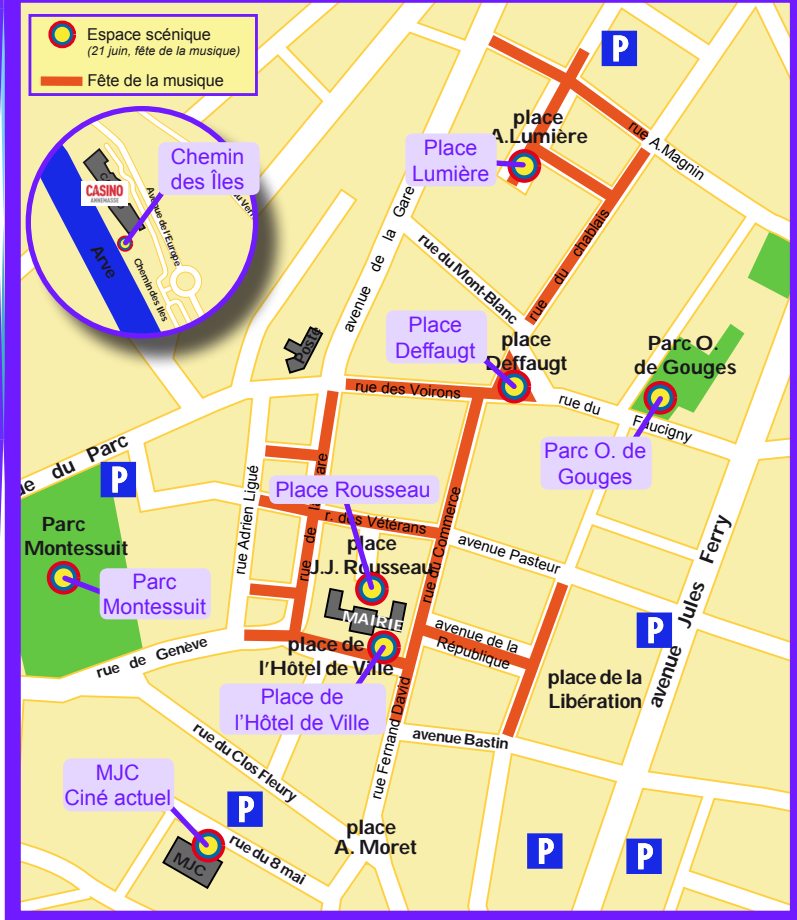 Espace scénique
(21 juin, fête de la musique)
Fête de la musique
P
place
A.Lumière
rue A.Magnin
Place
Lumière
Chemin
des Îles
CASINO
ANNEMASSE
Avenue de l'Europe
Arve
Chemin des Iles
avenue de la Gare
rue du Mont-Blanc
rue du chablais
Poste
Place
Deffaugt
place
Deffaugt
Parc O.
de Gouges
rue des Voirons
rue du
Faucigny
Parc O. de
Gouges
P
Parc
Montessuit
Parc
Montessuit
rue Adrien Ligué
Place Rousseau
r. des Vétérans
place
J.J. Rousseau
rue du Commerce
avenue Pasteur
MAIRIE
place de
l'Hôtel de Ville
Place de
l'Hôtel de Ville
rue de Genève
avenue de la
République
P
avenue Jules Ferry
place de la
Libération
rue Fernand David
avenue Bastin
rue du Clos Fleury
MJC
Ciné actuel
P
MJC
rue du 8 mai
place
A. Moret
P
P